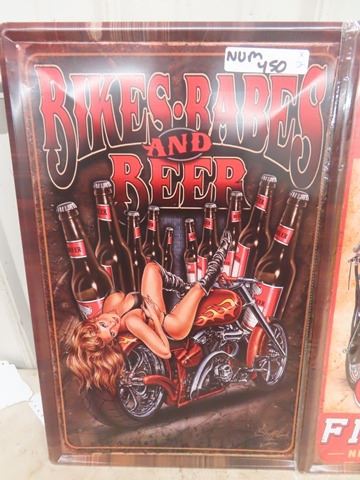 NUM
450
BIKES·BABES
AND
BEER